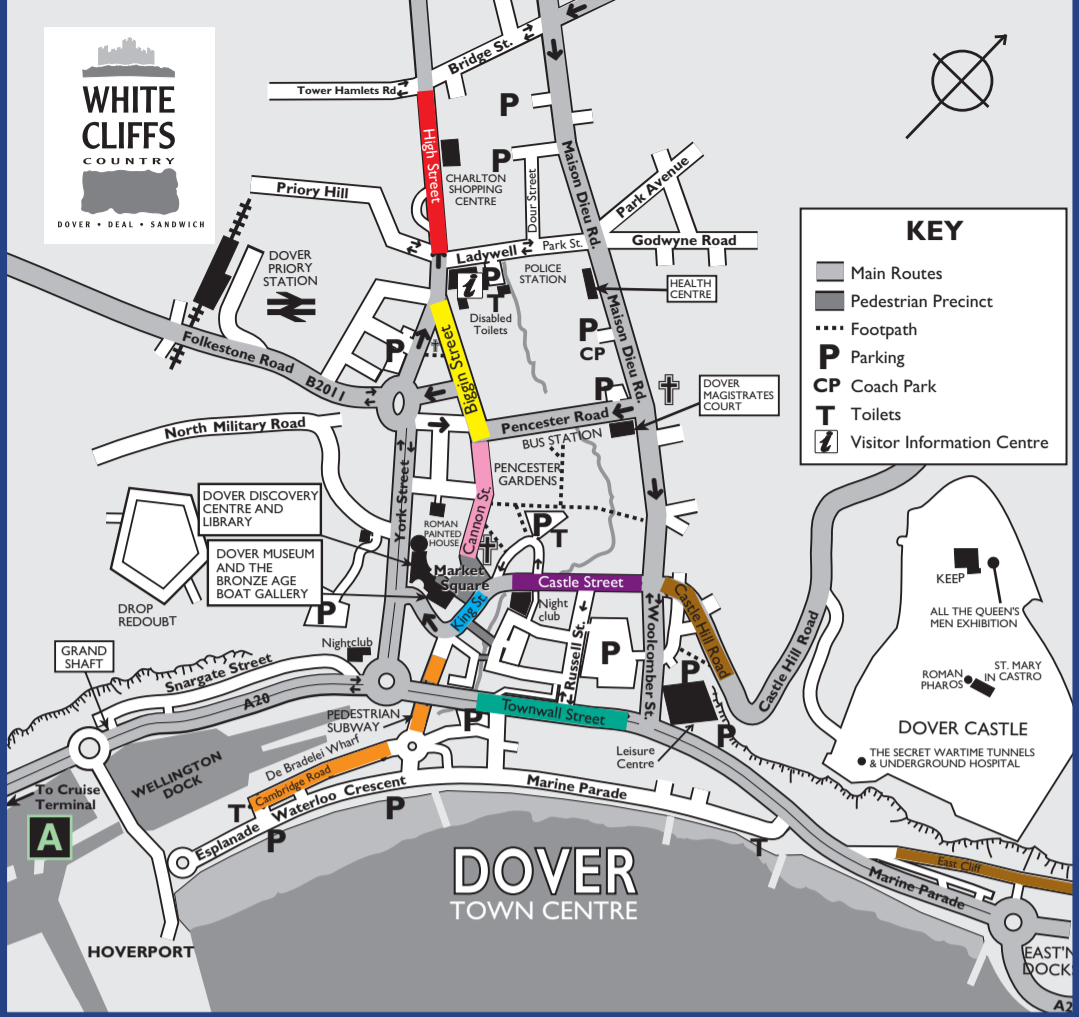 WHITE
CLIFFS
COUNTRY
DOVER • DEAL • SANDWICH
Bridge St.
Tower Hamlets Rd.
P
High Street
P
CHARLTON
SHOPPING
CENTRE
Dour Street
Maison Dieu Rd.
Park Avenue
Priory Hill
Ladywell
Park St.
Godwyne Road
DOVER
PRIORY
STATION
i
P
T
Disabled
Toilets
POLICE
STATION
HEALTH
CENTRE
KEY
Main Routes
Pedestrian Precinct
Footpath
P Parking
CP Coach Park
T Toilets
i Visitor Information Centre
Folkestone Road
B2011
P
Biggin Street
P
CP
Maison Dieu Rd.
P
DOVER
MAGISTRATES
COURT
North Military Road
Pencester Road
BUS STATION
PENCESTER
GARDENS
York Street
Cannon St.
DOVER DISCOVERY
CENTRE AND
LIBRARY
ROMAN
PAINTED
HOUSE
P
T
DOVER MUSEUM
AND THE
BRONZE AGE
BOAT GALLERY
Market
Square
Castle Street
King St.
Night
club
DROP
REDOUBT
P
Nightclub
GRAND
SHAFT
Snargate Street
A20
Russell St.
P
Woolcomber St.
P
Castle Hill Road
Castle Hill Road
KEEP
ALL THE QUEEN'S
MEN EXHIBITION
ROMAN
PHAROS
ST. MARY
IN CASTRO
DOVER CASTLE
THE SECRET WARTIME TUNNELS
& UNDERGROUND HOSPITAL
PEDESTRIAN
SUBWAY
P
Townwall Street
Leisure
Centre
P
WELLINGTON
DOCK
De Bradelei Wharf
Cambridge Road
To Cruise
Terminal
A
T
Esplanade
Waterloo Crescent
P
P
Marine Parade
T
DOVER
TOWN CENTRE
HOVERPORT
East Cliff
Marine Parade
EAST'N
DOCK
A2